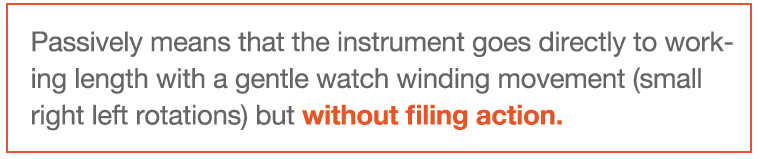 Passively means that the instrument goes directly to work-
ing length with a gentle watch winding movement (small
right left rotations) but without filing action.